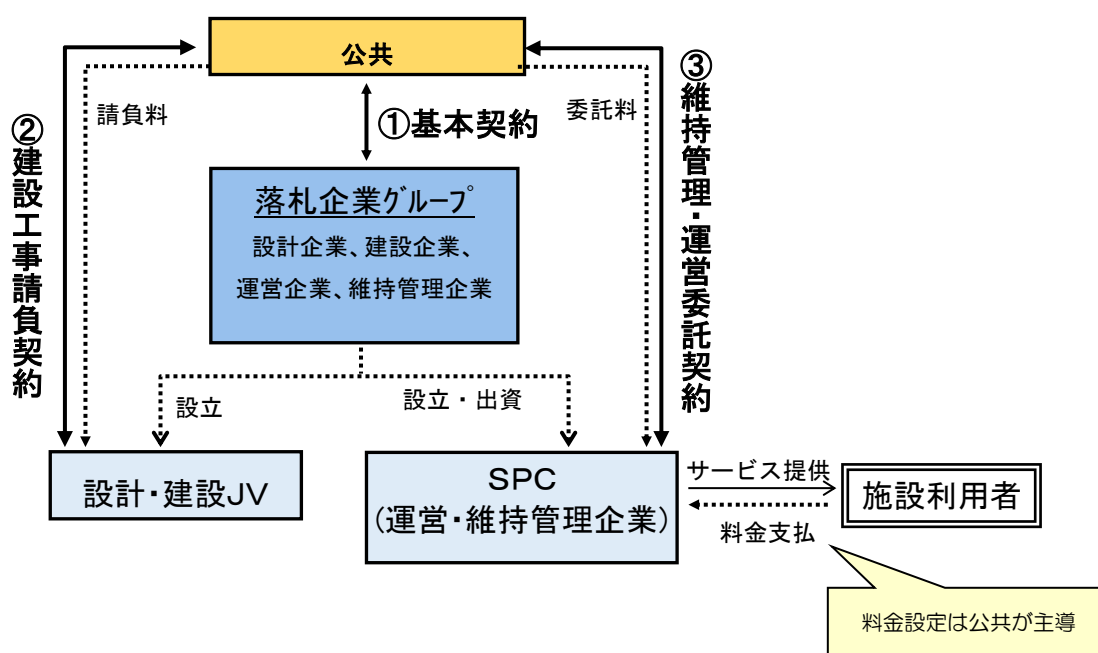 公共
請負料
委託料
①基本契約
②建設工事請負契約
③維持管理・運営委託契約
落札企業グループ
設計企業、建設企業、
運営企業、維持管理企業
設立
設立・出資
設計・建設JV
SPC
(運営・維持管理企業)
サービス提供
料金支払
施設利用者
料金設定は公共が主導